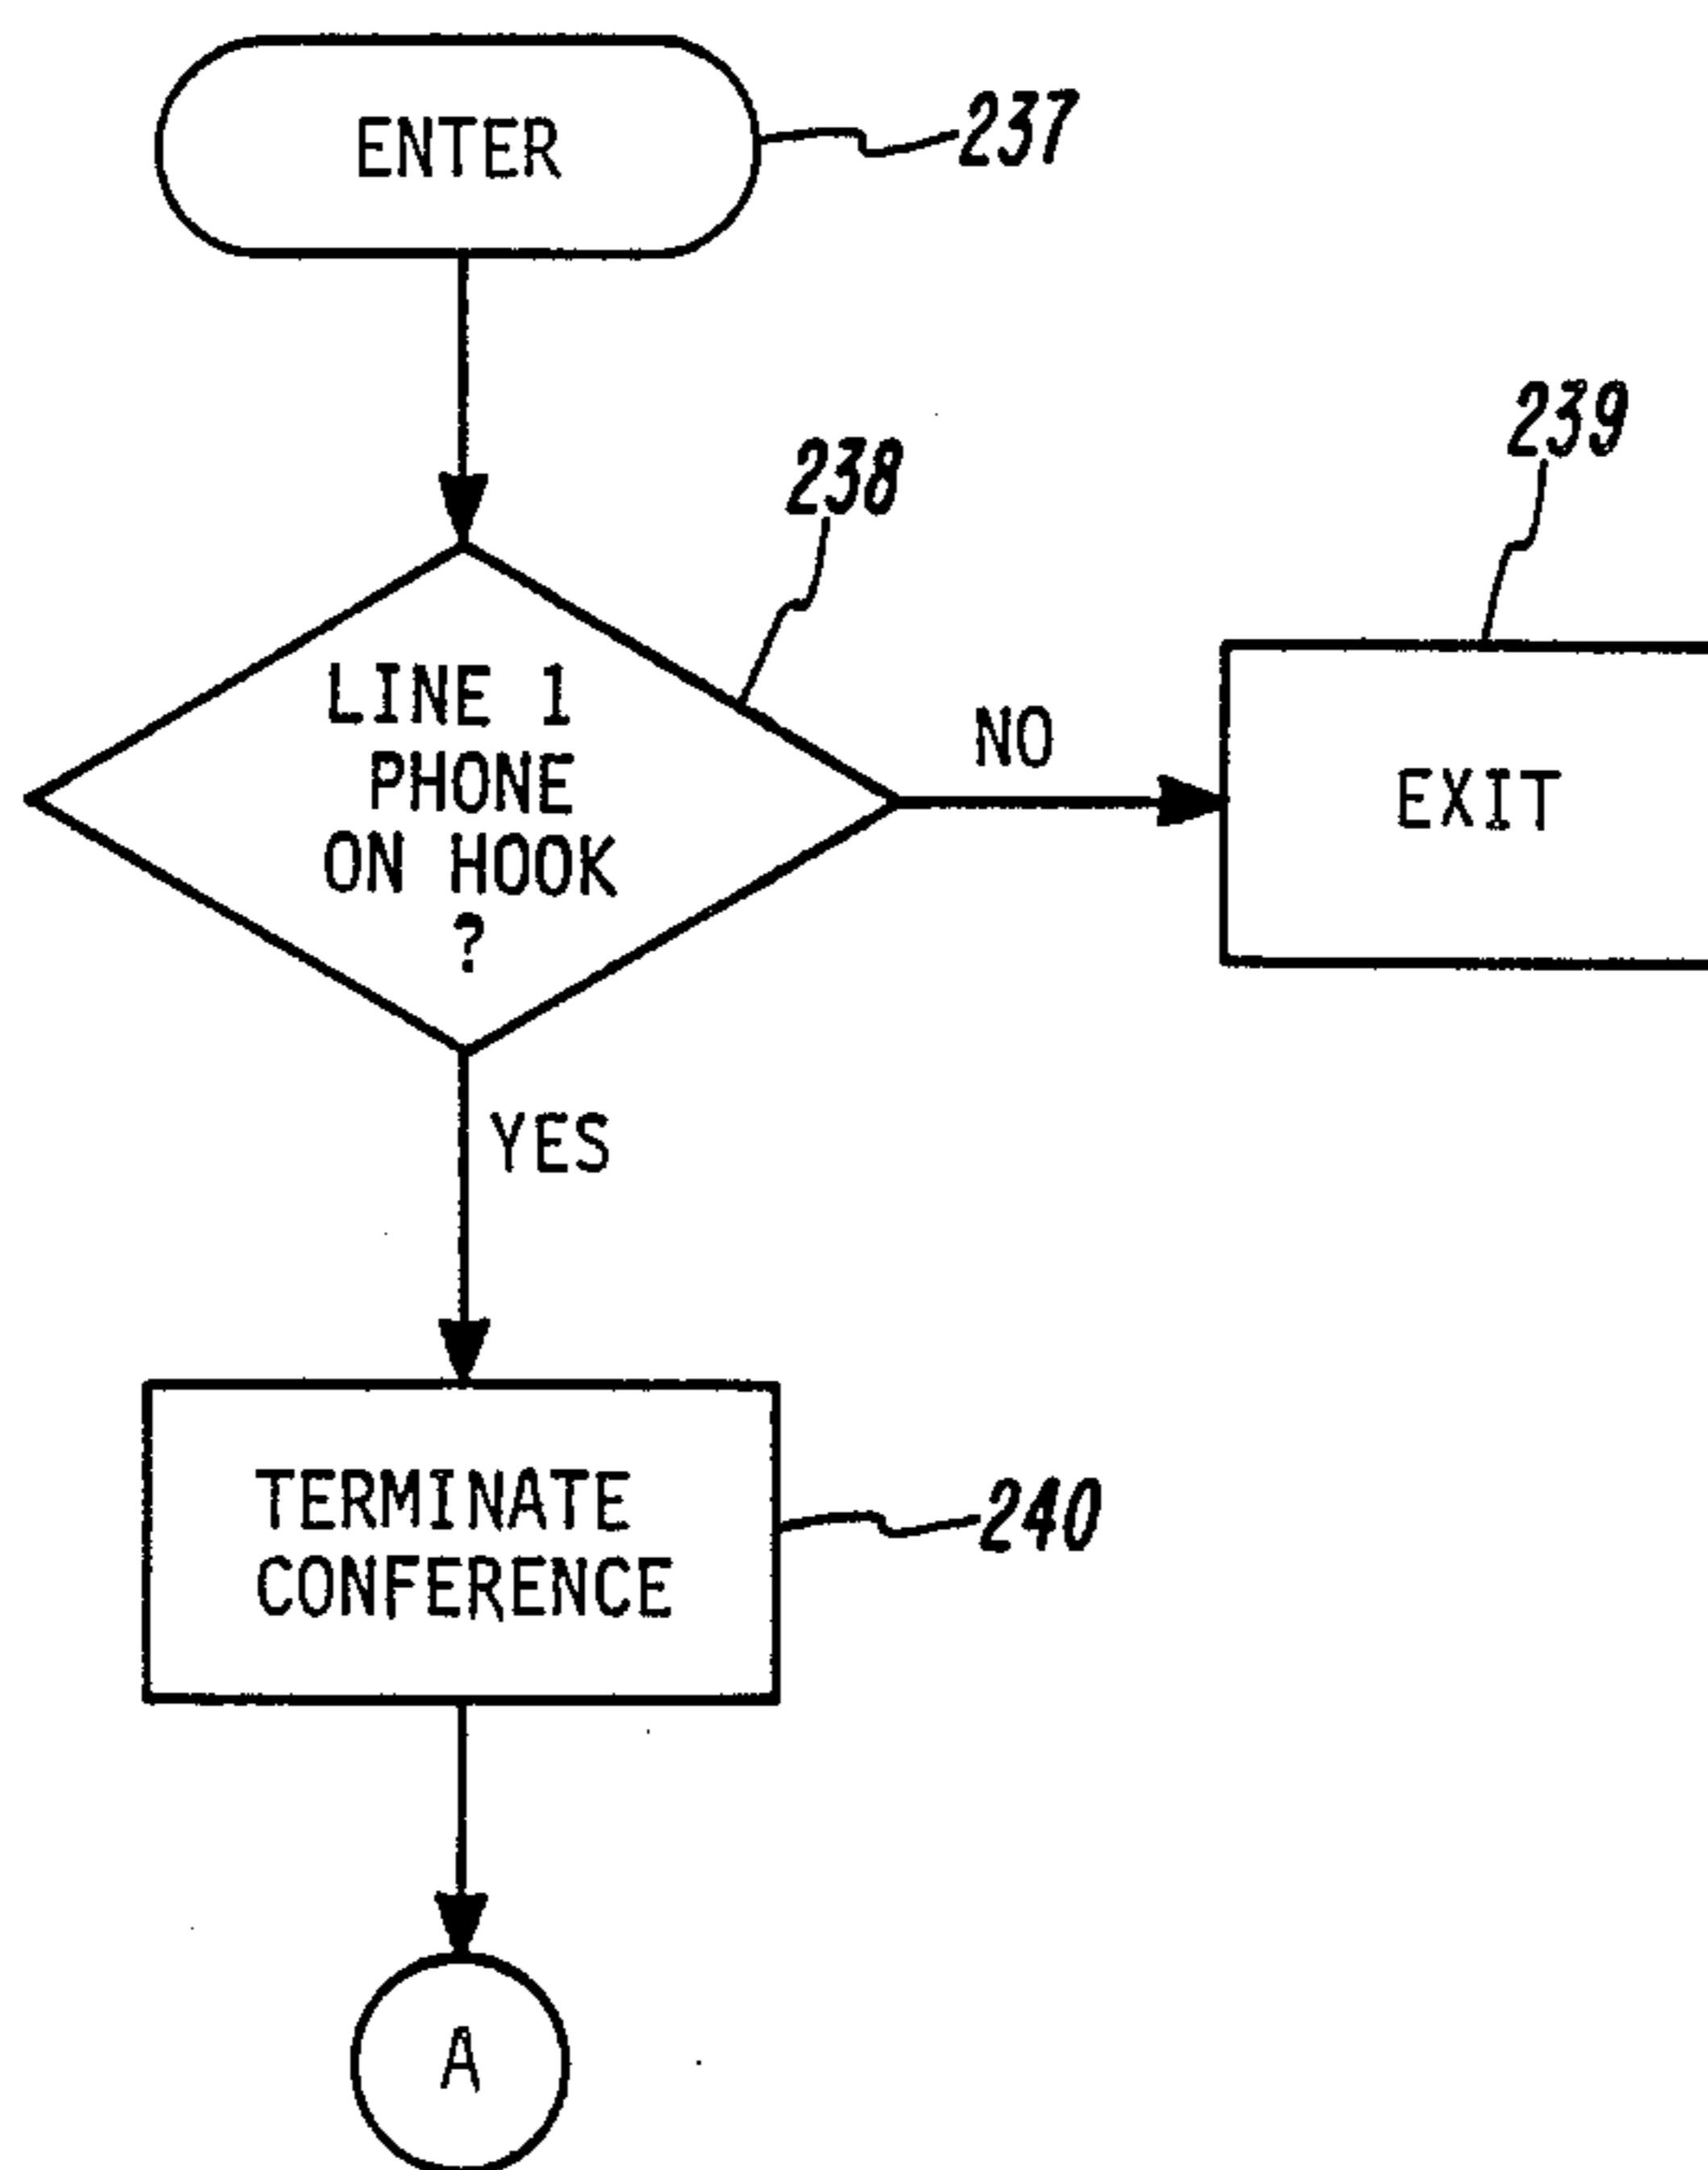 ENTER
237
238
239
LINE 1
PHONE
ON HOOK
?
NO
EXIT
YES
TERMINATE
CONFERENCE
240
A